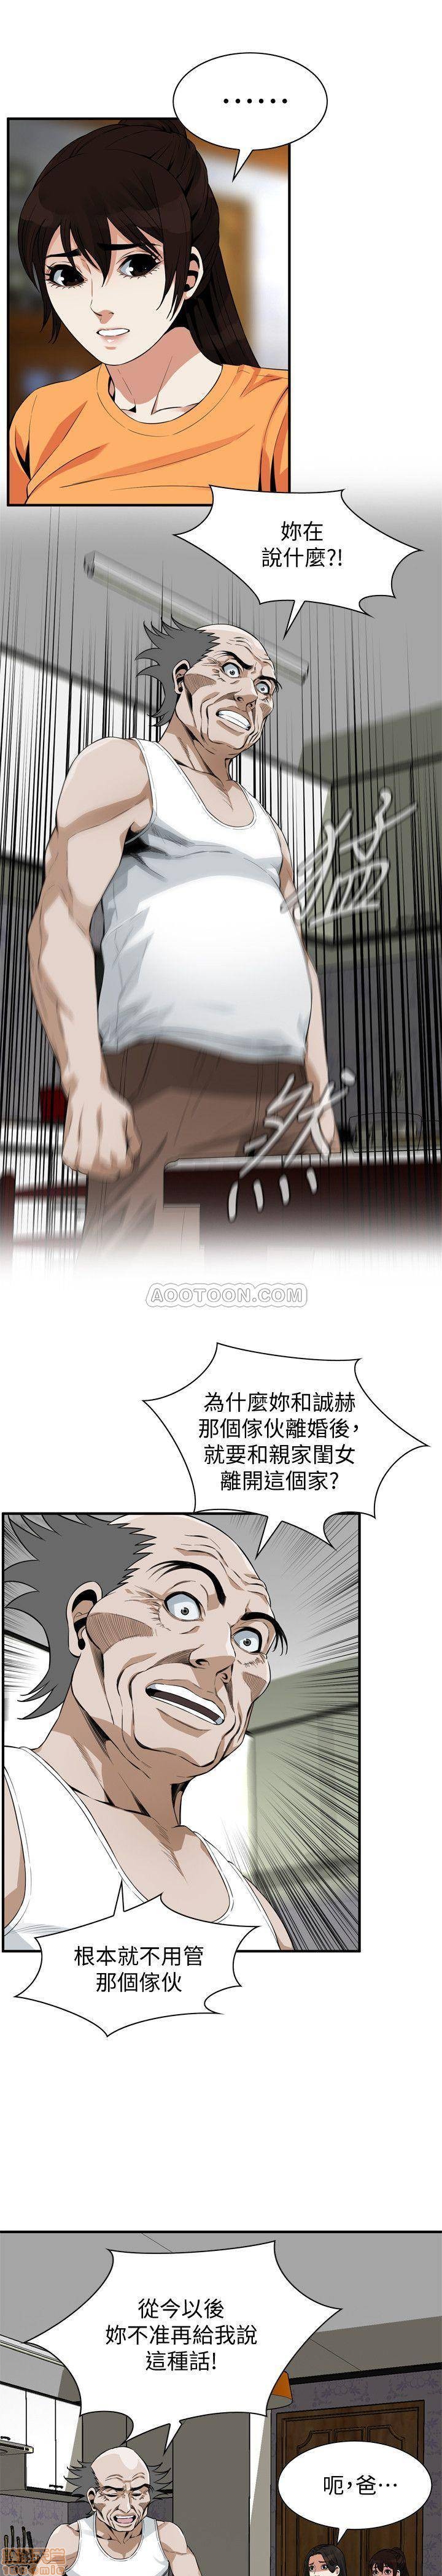 ……
妳在
說什麼?!
猛
然
AOOTOON.COM
為什麼妳和誠赫
那個傢伙離婚後,
就要和親家閨女
離開這個家?
根本就不用管
那個傢伙
從今以後
妳不准再給我說
這種話!
呃,爸…